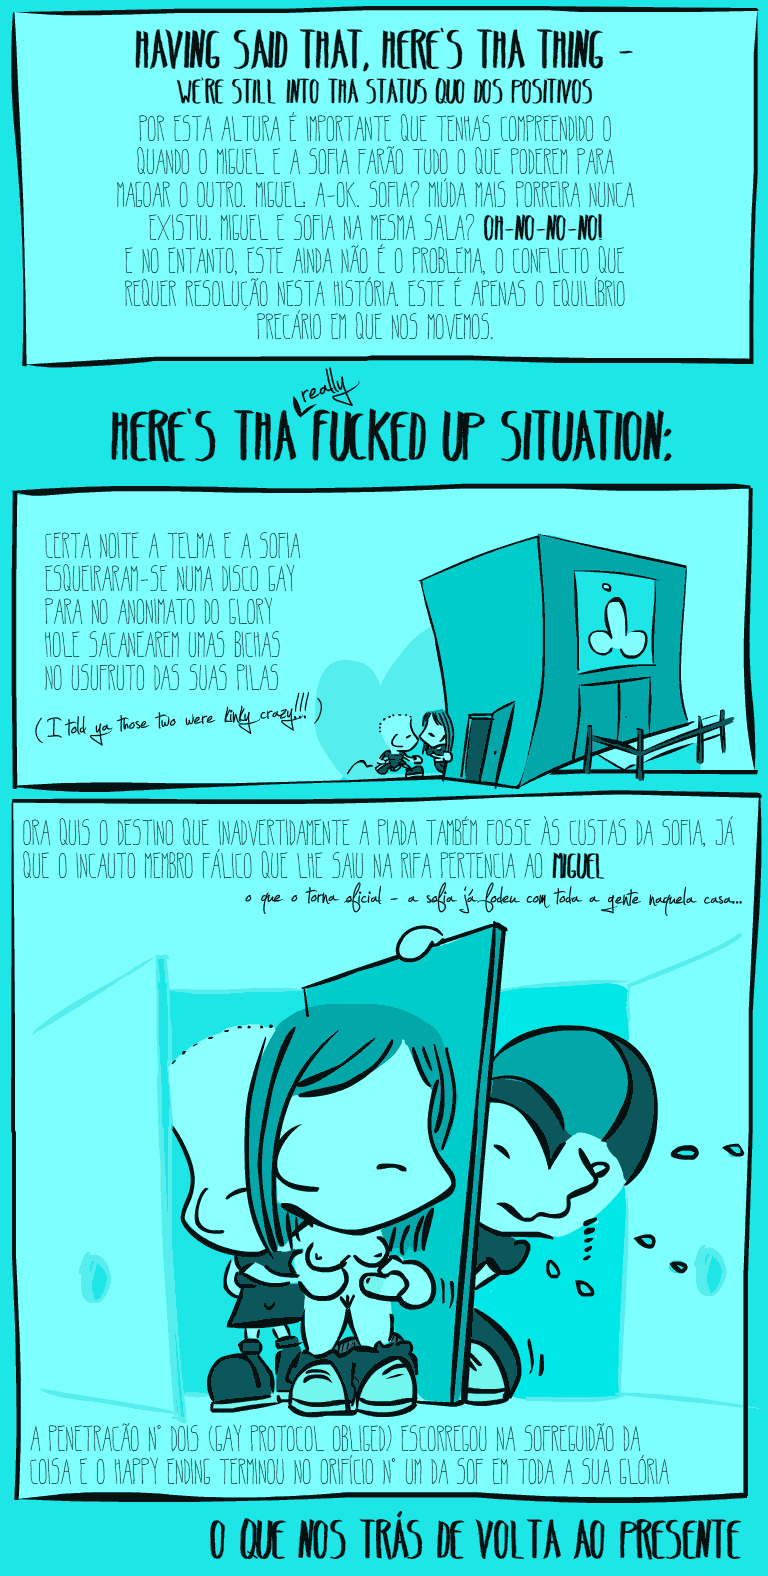 HAVING SAID THAT, HERE'S THA THING -
WE'RE STILL INTO THA STATUS QUO DOS POSITIVOS
POR ESTA ALTURA É IMPORTANTE QUE TENHAS COMPREENDIDO O
QUANDO O MIGUEL E A SOFIA FARÃO TUDO O QUE PODEREM PARA
MAGOAR O OUTRO. MIGUEL: A-OK. SOFIA? MIÚDA MAIS PORREIRA NUNCA
EXISTIU. MIGUEL E SOFIA NA MESMA SALA? OH-NO-NO-NO!
E NO ENTANTO, ESTE AINDA NÃO É O PROBLEMA, O CONFLICTO QUE
REQUER RESOLUÇÃO NESTA HISTÓRIA. ESTE É APENAS O EQUILÍBRIO
PRECÁRIO EM QUE NOS MOVEMOS.
really
HERE'S THA FUCKED UP SITUATION:
CERTA NOITE A TELMA E A SOFIA
ESQUEIRARAM-SE NUMA DISCO GAY
PARA NO ANONIMATO DO GLORY
HOLE SACANEAREM UMAS BICHAS
NO USUFRUTO DAS SUAS PILAS
(I told ya those two were kinky crazy!!!)
ORA QUIS O DESTINO QUE INADVERTIDAMENTE A PIADA TAMBÉM FOSSE ÀS CUSTAS DA SOFIA, JÁ
QUE O INCAUTO MEMBRO FÁLICO QUE LHE SAIU NA RIFA PERTENCIA AO MIGUEL
o que o torna oficial - a sofia já fodeu com toda a gente naquela casa...
A PENETRACÃO Nº DOIS (GAY PROTOCOL OBLIGED) ESCORREGOU NA SOFREGUIDÃO DA
COISA E O HAPPY ENDING TERMINOU NO ORIFÍCIO Nº UM DA SOF EM TODA A SUA GLÓRIA
O QUE NOS TRÁS DE VOLTA AO PRESENTE